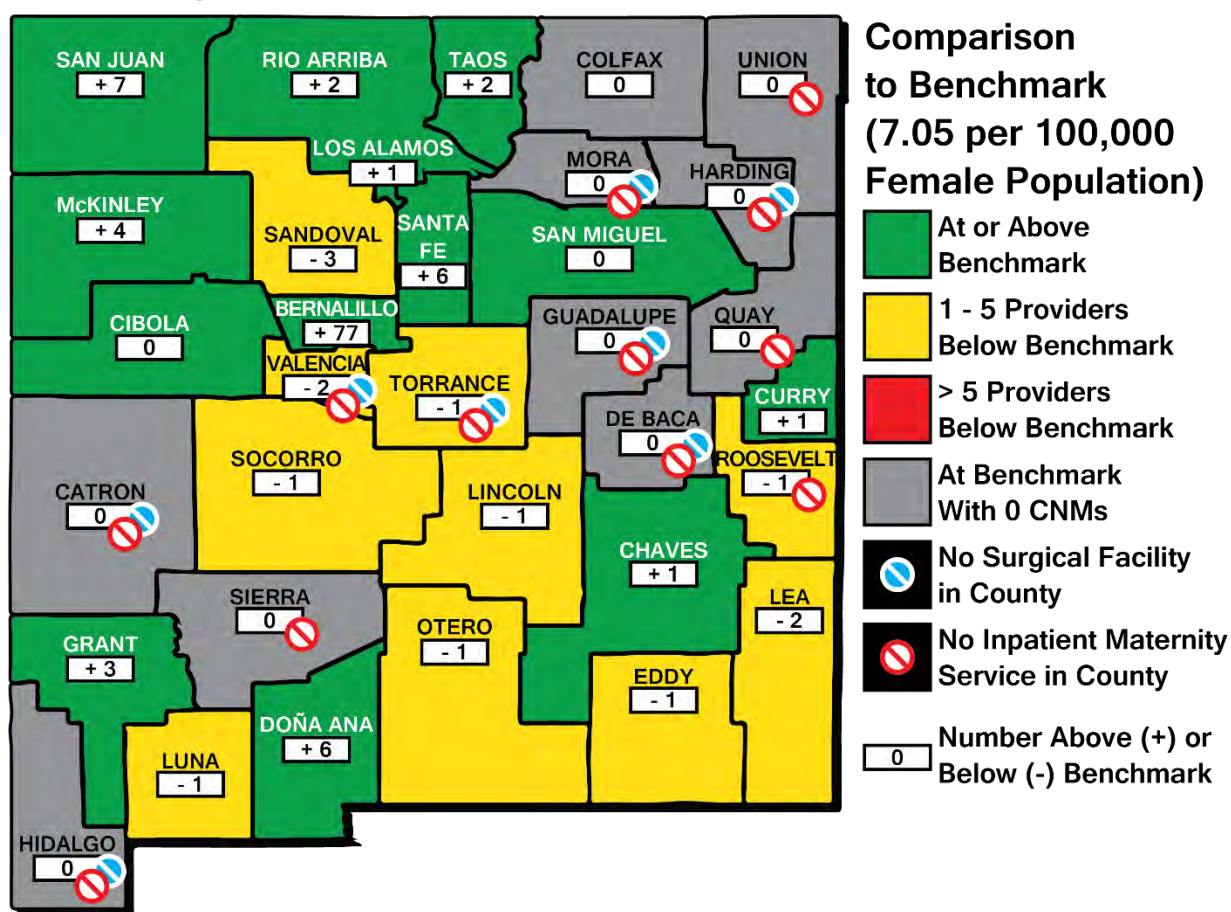 SAN JUAN
+ 7
RIO ARRIBA
+ 2
TAOS
+ 2
COLFAX
0
UNION
0
LOS ALAMOS
+ 1
MORA
0
HARDING
0
McKINLEY
+ 4
SANDOVAL
- 3
SANTA
FE
+ 6
SAN MIGUEL
0
CIBOLA
0
BERNALILLO
+ 77
GUADALUPE
0
QUAY
0
VALENCIA
- 2
TORRANCE
- 1
CURRY
+ 1
DE BACA
0
ROOSEVELT
- 1
SOCORRO
- 1
CATRON
0
LINCOLN
- 1
CHAVES
+ 1
SIERRA
0
LEA
- 2
GRANT
+ 3
OTERO
- 1
EDDY
- 1
DOÑA ANA
+ 6
LUNA
- 1
HIDALGO
0
Comparison
to Benchmark
(7.05 per 100,000
Female Population)
At or Above
Benchmark
1 - 5 Providers
Below Benchmark
> 5 Providers
Below Benchmark
At Benchmark
With 0 CNMs
No Surgical Facility
in County
No Inpatient Maternity
Service in County
0
Number Above (+) or
Below (-) Benchmark